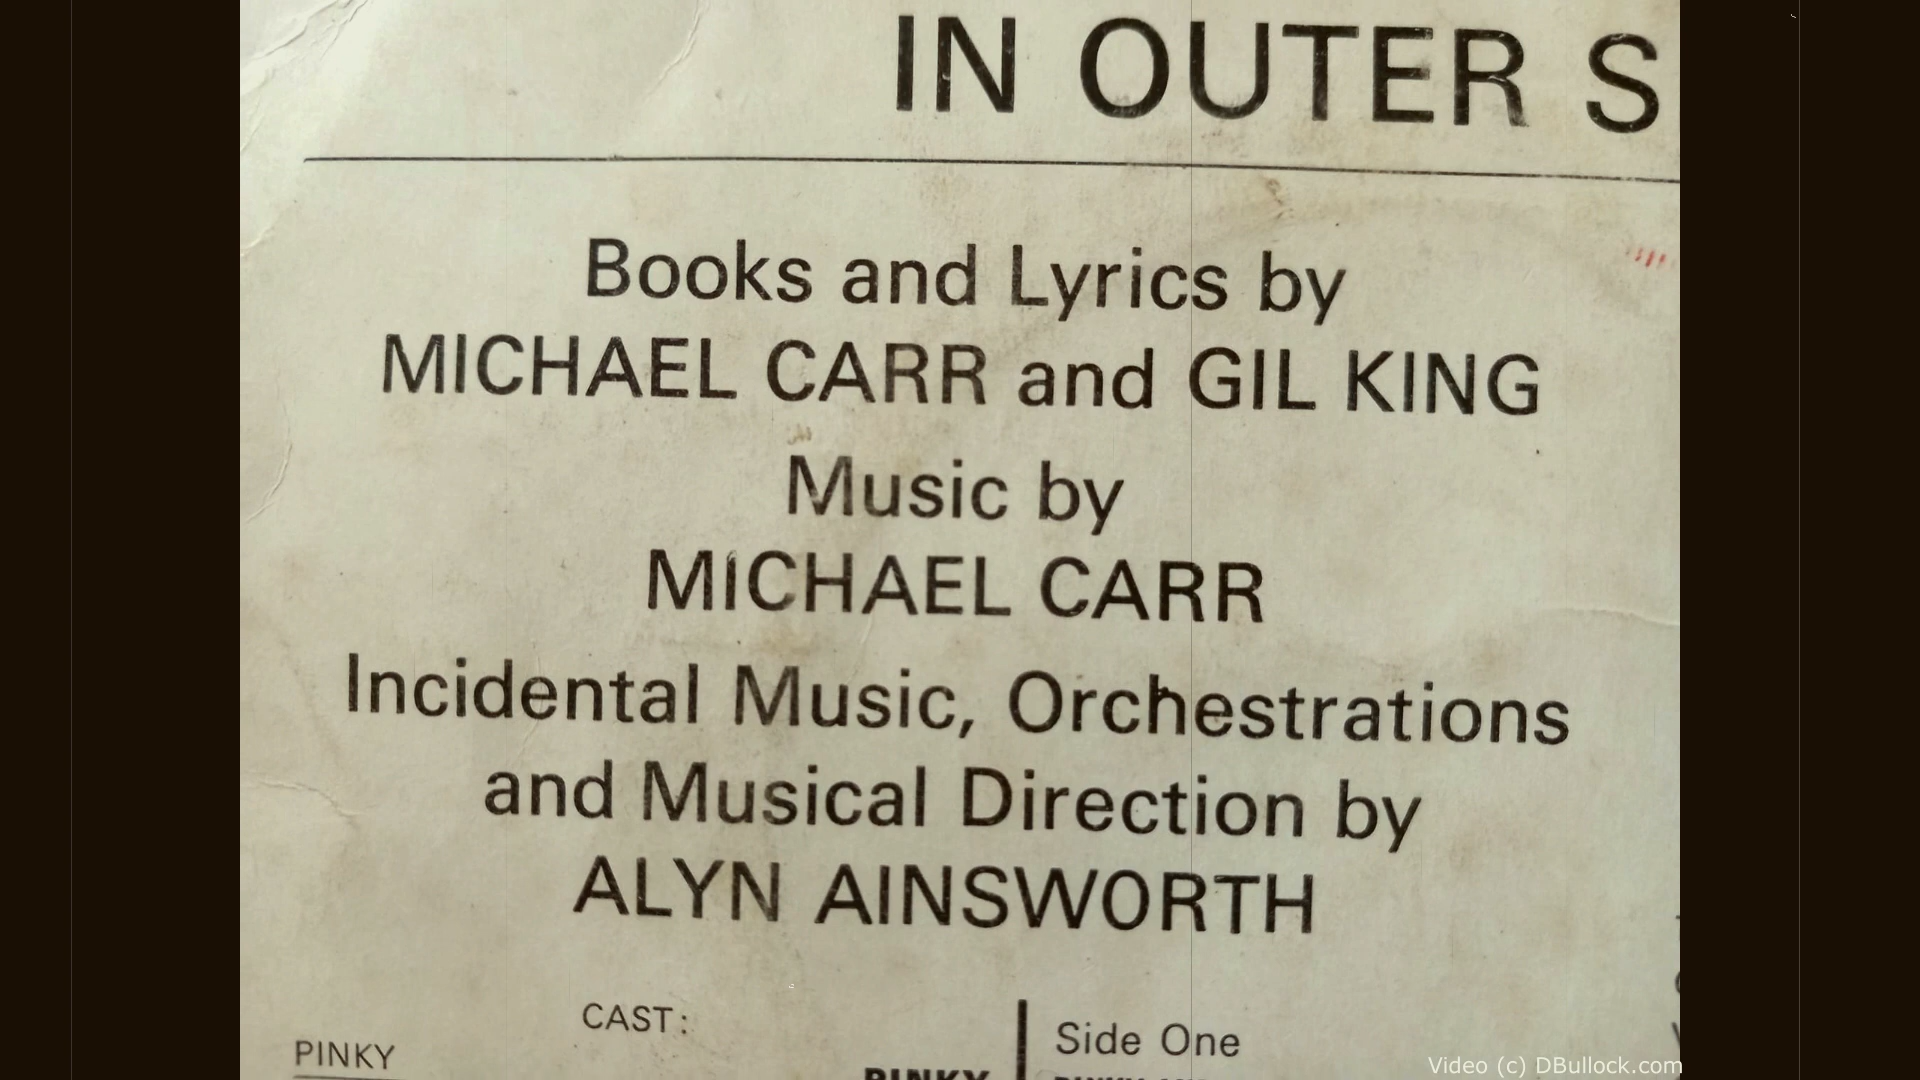 IN OUTER S
Books and Lyrics by
MICHAEL CARR and GIL KING
Music by
MICHAEL CARR
Incidental Music, Orchestrations
and Musical Direction by
ALYN AINSWORTH
CAST:
PINKY
PINKY
Side One
Video (c) DBullock.com